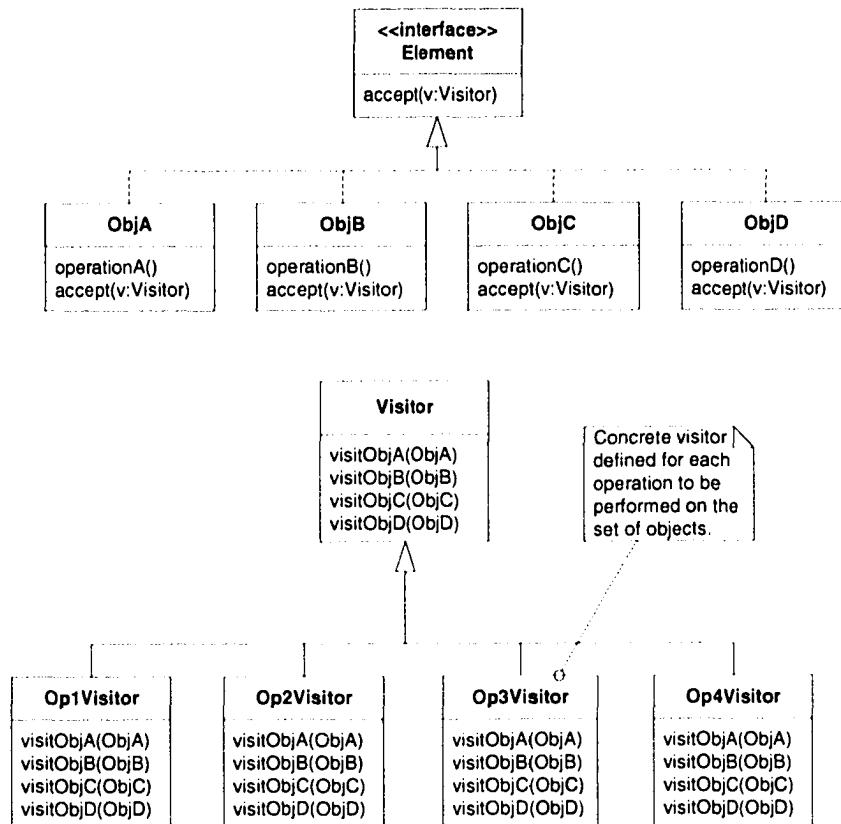 <<interface>>
Element
accept(v:Visitor)
ObjA
operationA()
accept(v:Visitor)
ObjB
operationB()
accept(v:Visitor)
ObjC
operationC()
accept(v:Visitor)
ObjD
operationD()
accept(v:Visitor)
Visitor
visitObjA(ObjA)
visitObjB(ObjB)
visitObjC(ObjC)
visitObjD(ObjD)
Concrete visitor
defined for each
operation to be
performed on the
set of objects.
Op1Visitor
visitObjA(ObjA)
visitObjB(ObjB)
visitObjC(ObjC)
visitObjD(ObjD)
Op2Visitor
visitObjA(ObjA)
visitObjB(ObjB)
visitObjC(ObjC)
visitObjD(ObjD)
Op3Visitor
visitObjA(ObjA)
visitObjB(ObjB)
visitObjC(ObjC)
visitObjD(ObjD)
Op4Visitor
visitObjA(ObjA)
visitObjB(ObjB)
visitObjC(ObjC)
visitObjD(ObjD)